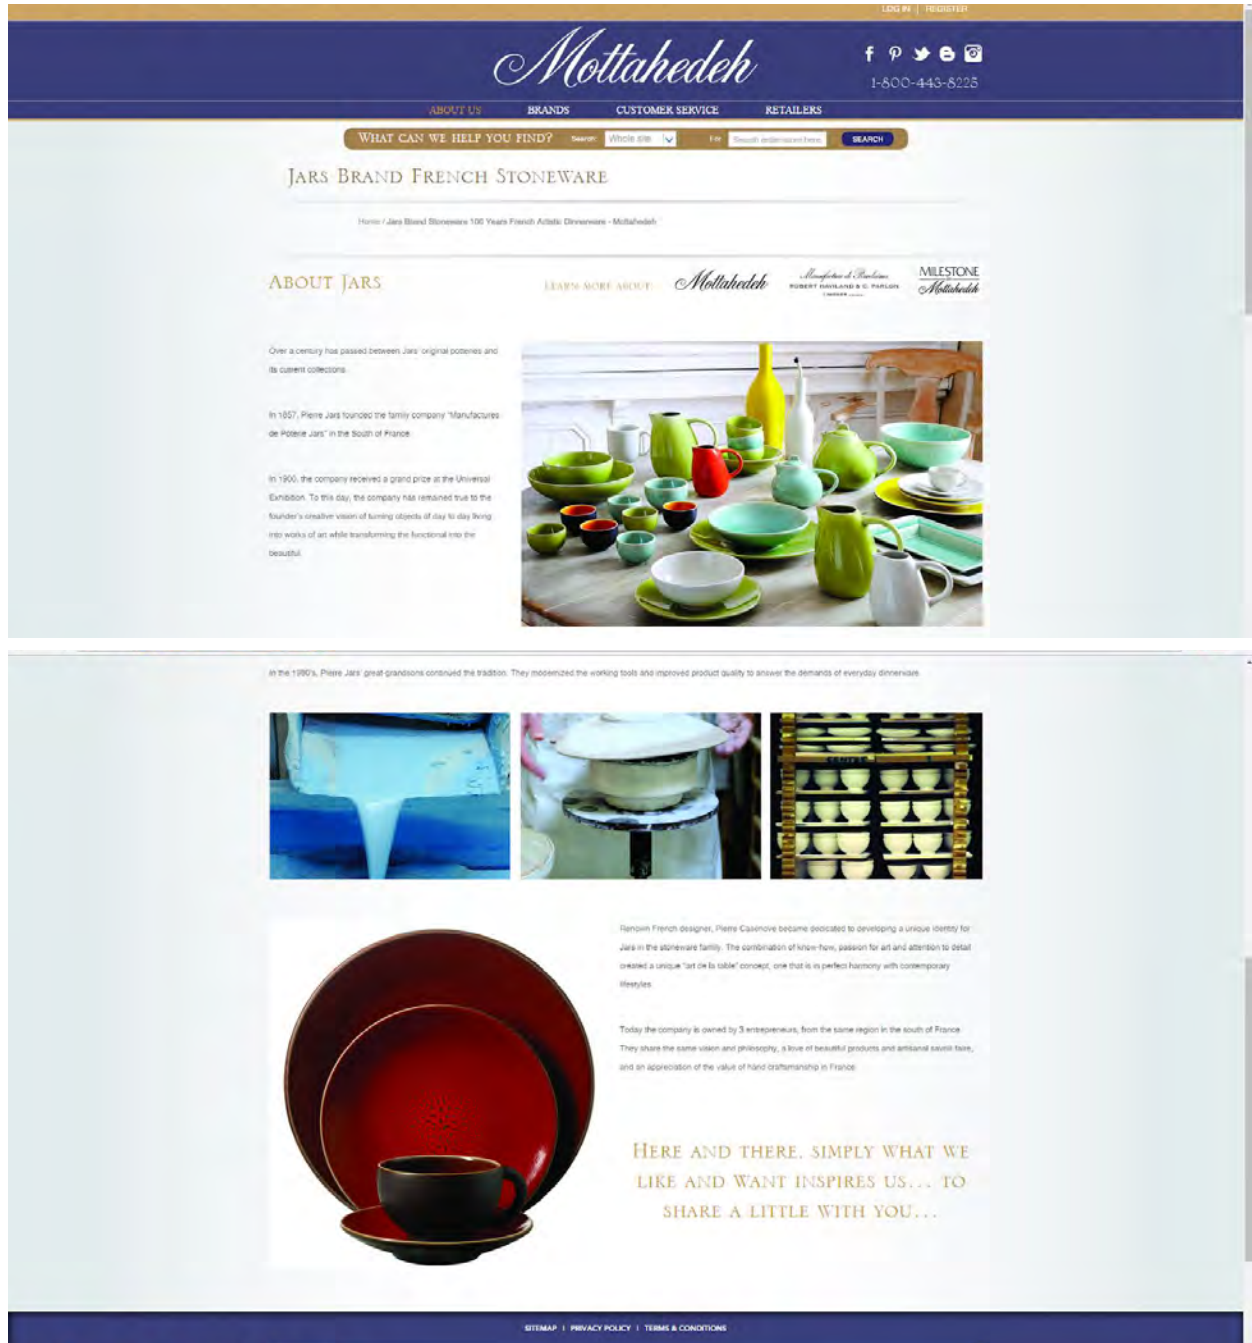 LOG IN | REGISTER
Mottahedeh
1-800-443-8225
ABOUT US BRANDS CUSTOMER SERVICE RETAILERS
WHAT CAN WE HELP YOU FIND? Search: Whole site For Search SEARCH
JARS BRAND FRENCH STONEWARE
Home / Jars Brand Stoneware 100 Years French Artistic Dinnerware - Mottahedeh
ABOUT JARS
LEARN MORE ABOUT:
Mottahedeh
Manufacture de Porcelaine
ROBERT HAVILAND & C. PARLON
MILESTONE
Mottahedeh
Over a century has passed between Jars' original potteries and
its current collections.
In 1857, Pierre Jars founded the family company "Manufactures
de Poterie Jars" in the South of France.
In 1900, the company received a grand prize at the Universal
Exhibition. To this day, the company has remained true to the
founder's creative vision of turning objects of day to day living
into works of art while transforming the functional into the
beautiful.
In the 1980's, Pierre Jars' great-grandsons continued the tradition. They modernized the working tools and improved product quality to answer the demands of everyday dinnerware.
Renown French designer, Pierre Casenove became dedicated to developing a unique identity for
Jars in the stoneware family. The combination of know-how, passion for art and attention to detail
created a unique "art de la table" concept, one that is in perfect harmony with contemporary
lifestyles.
Today the company is owned by 3 entrepreneurs, from the same region in the south of France.
They share the same vision and philosophy, a love of beautiful products and artisanal savoir faire,
and an appreciation of the value of hand craftsmanship in France.
HERE AND THERE, SIMPLY WHAT WE
LIKE AND WANT INSPIRES US... TO
SHARE A LITTLE WITH YOU...
SITEMAP | PRIVACY POLICY | TERMS & CONDITIONS